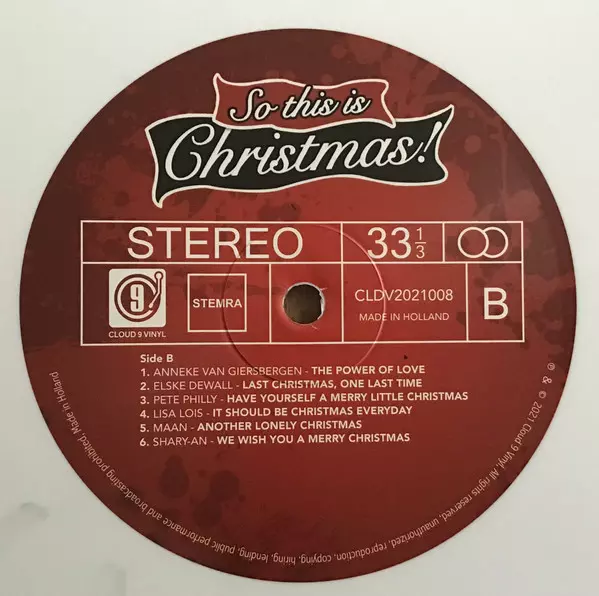 So this is
Christmas!
STEREO
33 1/3
9
CLOUD 9 VINYL
STEMRA
CLDV2021008
MADE IN HOLLAND
B
Side B
1. ANNEKE VAN GIERSBERGEN - THE POWER OF LOVE
2. ELSKE DEWALL - LAST CHRISTMAS, ONE LAST TIME
3. PETE PHILLY - HAVE YOURSELF A MERRY LITTLE CHRISTMAS
4. LISA LOIS - IT SHOULD BE CHRISTMAS EVERYDAY
5. MAAN - ANOTHER LONELY CHRISTMAS
6. SHARY-AN - WE WISH YOU A MERRY CHRISTMAS
℗ & © 2021 Cloud 9 Vinyl. All rights reserved, unauthorized, reproduction, copying, hiring, lending, public performance and broadcasting prohibited. Made in Holland